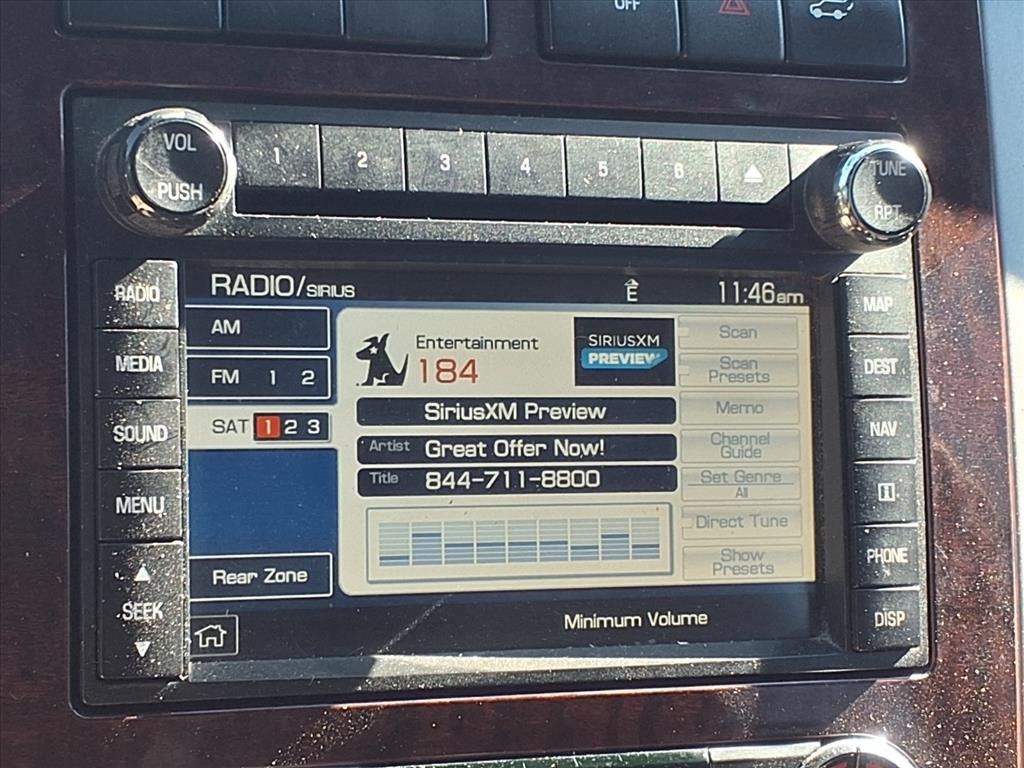 OFF
VOL
PUSH
1 2 3 4 5 6
TUNE
RPT
RADIO
MEDIA
SOUND
MENU
SEEK
RADIO/SIRIUS
E
11:46am
AM
FM 1 2
SAT 1 2 3
Rear Zone
Entertainment
184
SIRIUSXM
PREVIEW
SiriusXM Preview
Artist Great Offer Now!
Title 844-711-8800
Scan
Scan
Presets
Memo
Channel
Guide
Set Genre
All
Direct Tune
Show
Presets
Minimum Volume
MAP
DEST
NAV
i
PHONE
DISP